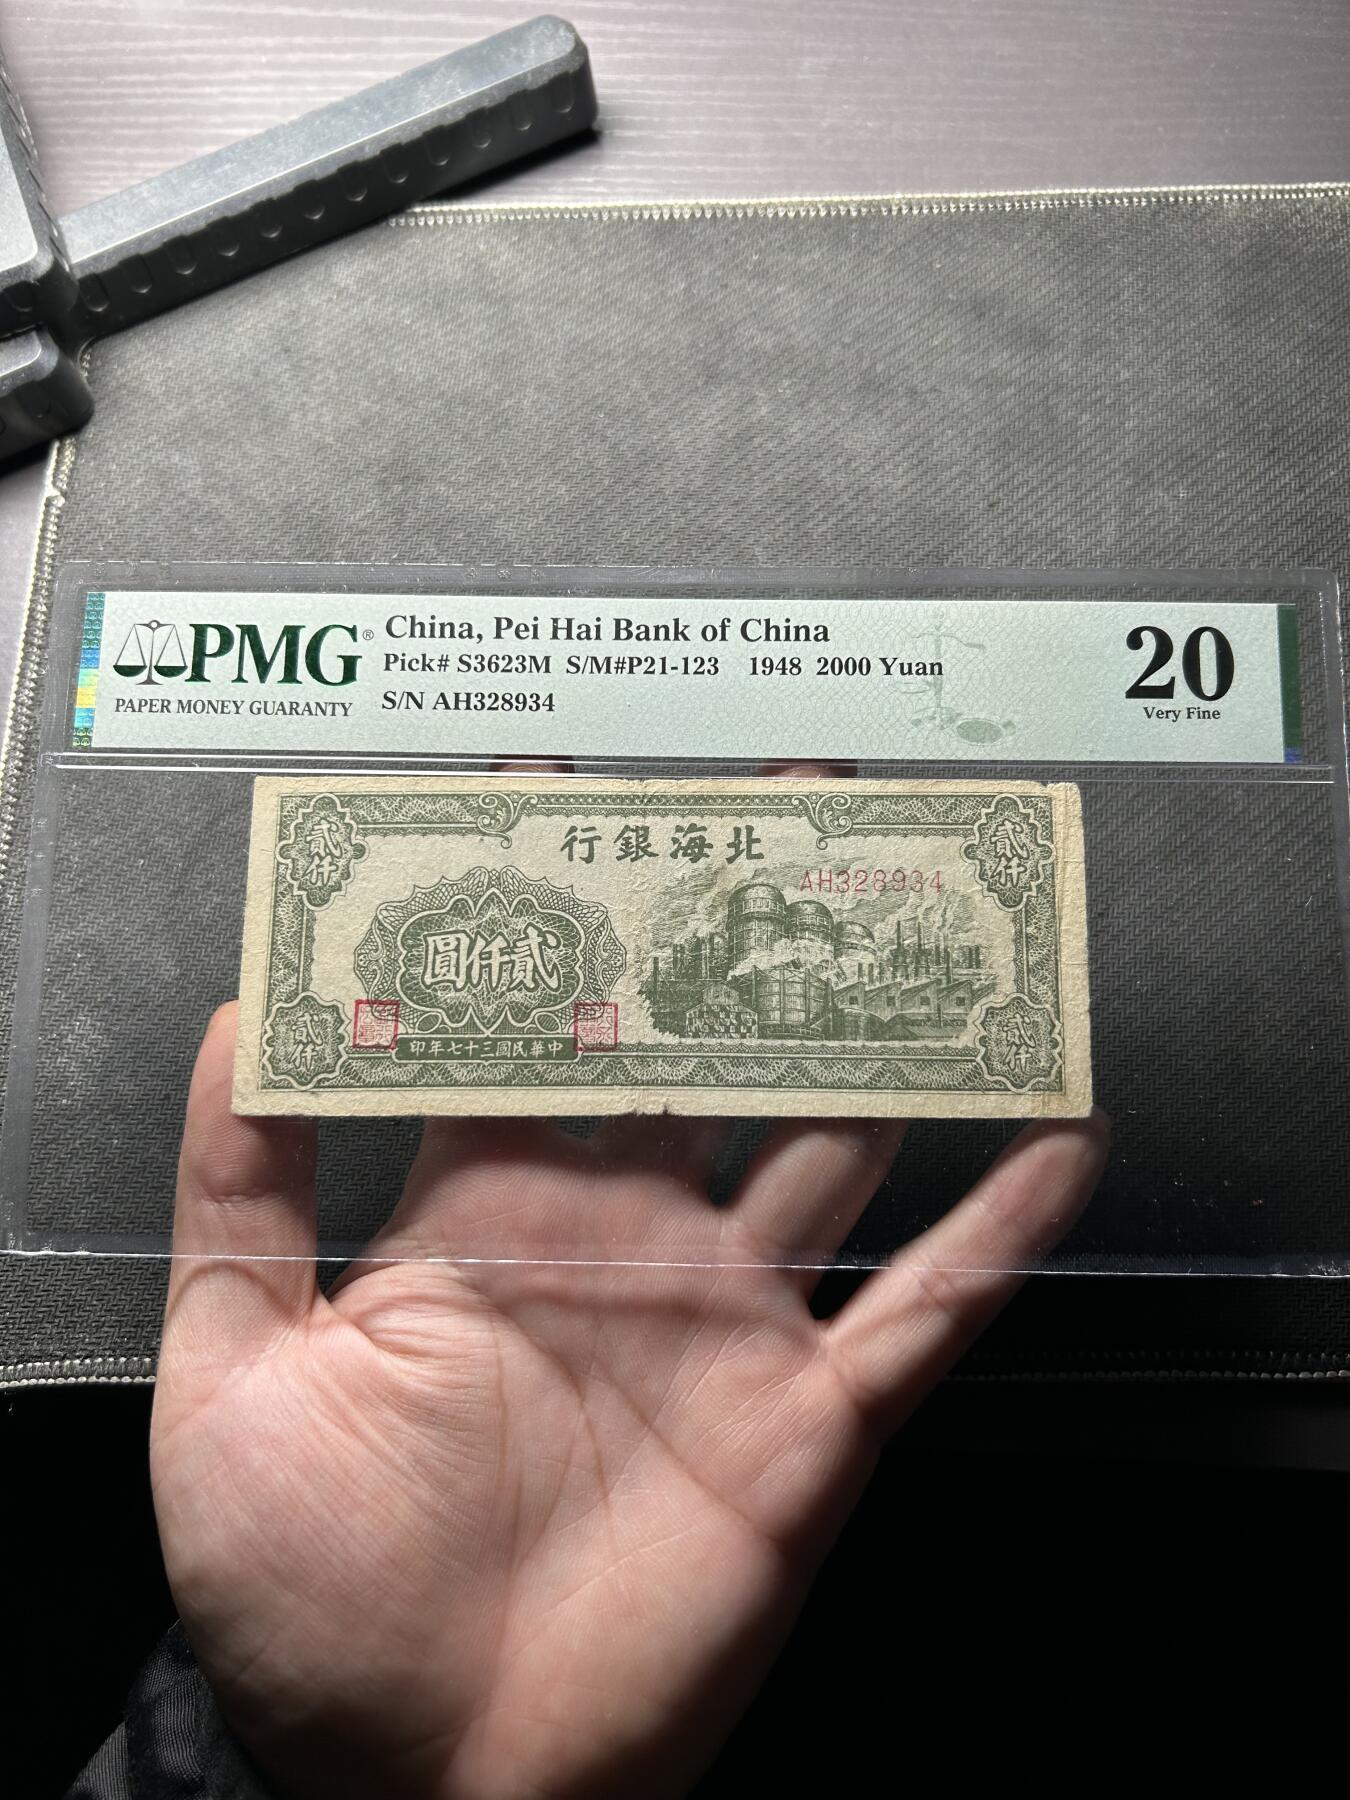 PMG®
PAPER MONEY GUARANTY
China, Pei Hai Bank of China
Pick# S3623M S/M#P21-123 1948 2000 Yuan
S/N AH328934
20
Very Fine
貳仟
行銀海北
貳仟
AH328934
圓仟貳
印年七十三國民華中
貳仟
貳仟